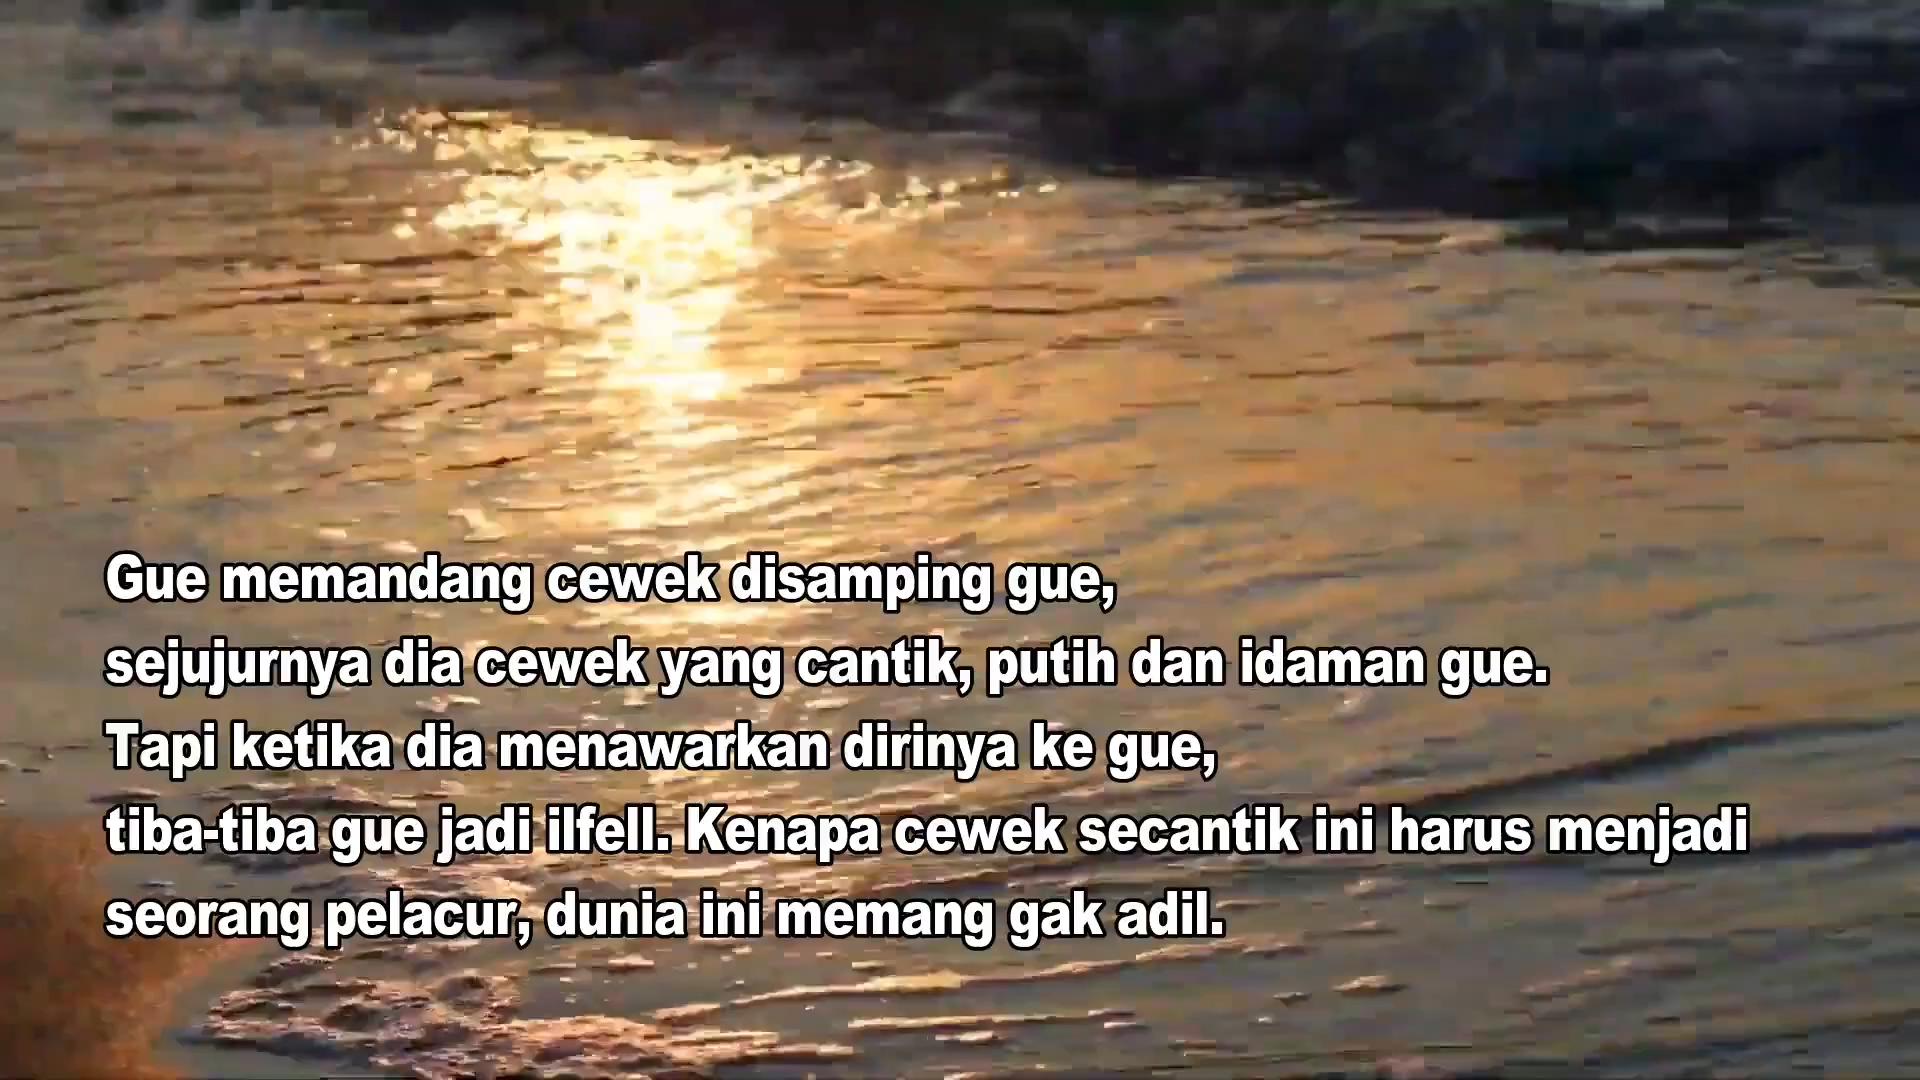 Gue memandang cewek disamping gue,
sejujurnya dia cewek yang cantik, putih dan idaman gue.
Tapi ketika dia menawarkan dirinya ke gue,
tiba-tiba gue jadi ilfell. Kenapa cewek secantik ini harus menjadi
seorang pelacur, dunia ini memang gak adil.